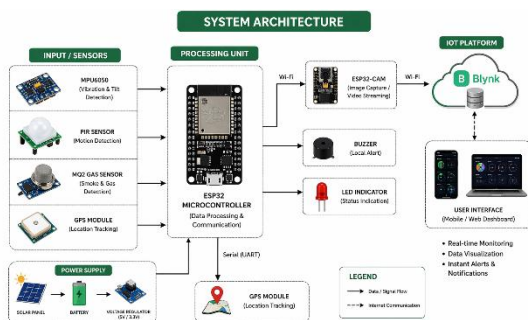 SYSTEM ARCHITECTURE
INPUT / SENSORS
MPU6050
(Vibration & Tilt
Detection)
PIR SENSOR
(Motion Detection)
MQ2 GAS SENSOR
(Smoke & Gas
Detection)
GPS MODULE
(Location Tracking)
POWER SUPPLY
SOLAR PANEL
BATTERY
VOLTAGE REGULATOR
(5V / 3.3V)
PROCESSING UNIT
ESP32
MICROCONTROLLER
(Data Processing &
Communication)
Serial (UART)
GPS MODULE
(Location Tracking)
Wi-Fi
ESP32-CAM
(Image Capture /
Video Streaming)
Wi-Fi
BUZZER
(Local Alert)
LED INDICATOR
(Status Indication)
IOT PLATFORM
B Blynk
USER INTERFACE
(Mobile / Web Dashboard)
• Real-time Monitoring
• Data Visualization
• Instant Alerts &
Notifications
LEGEND
Data / Signal Flow
Internet Communication